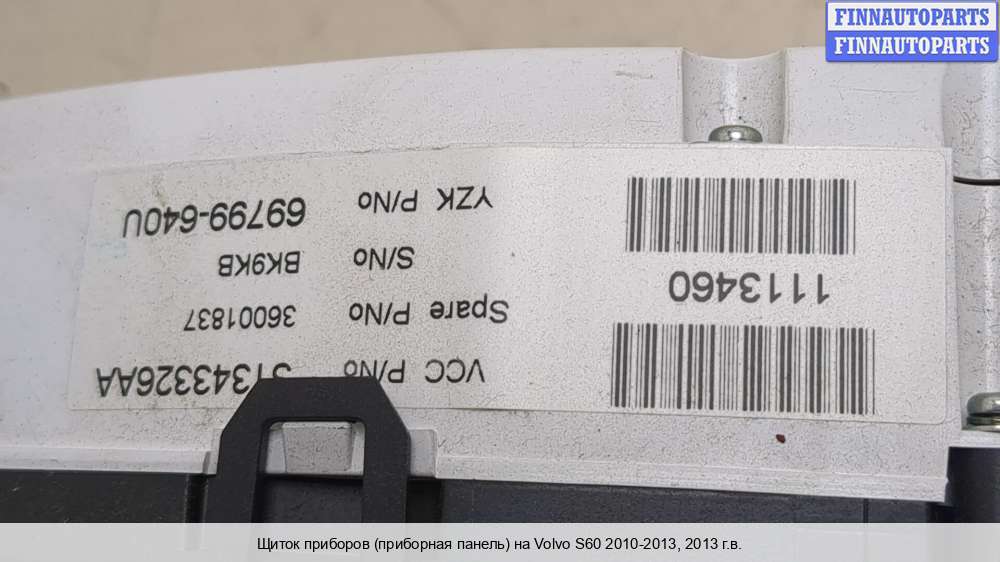 FINNAUTOPARTS
FINNAUTOPARTS
VCC P/No 31343326AA
Spare P/No 36001837
S/No BK9KB
YZK P/No 69799-640U
1113460
Щиток приборов (приборная панель) на Volvo S60 2010-2013, 2013 г.в.